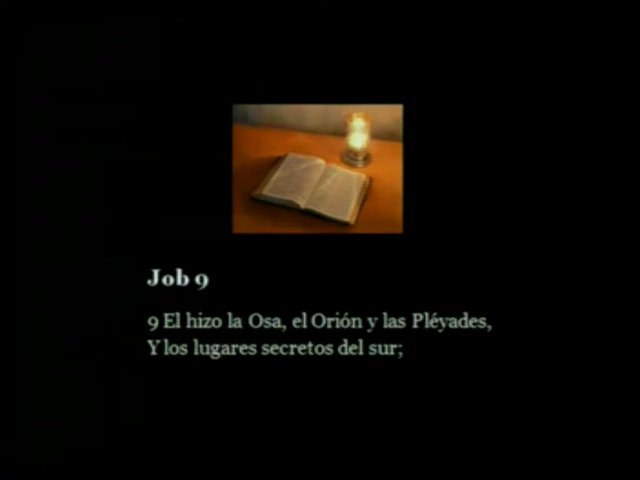 Job 9
9 El hizo la Osa, el Orión y las Pléyades,
Y los lugares secretos del sur;